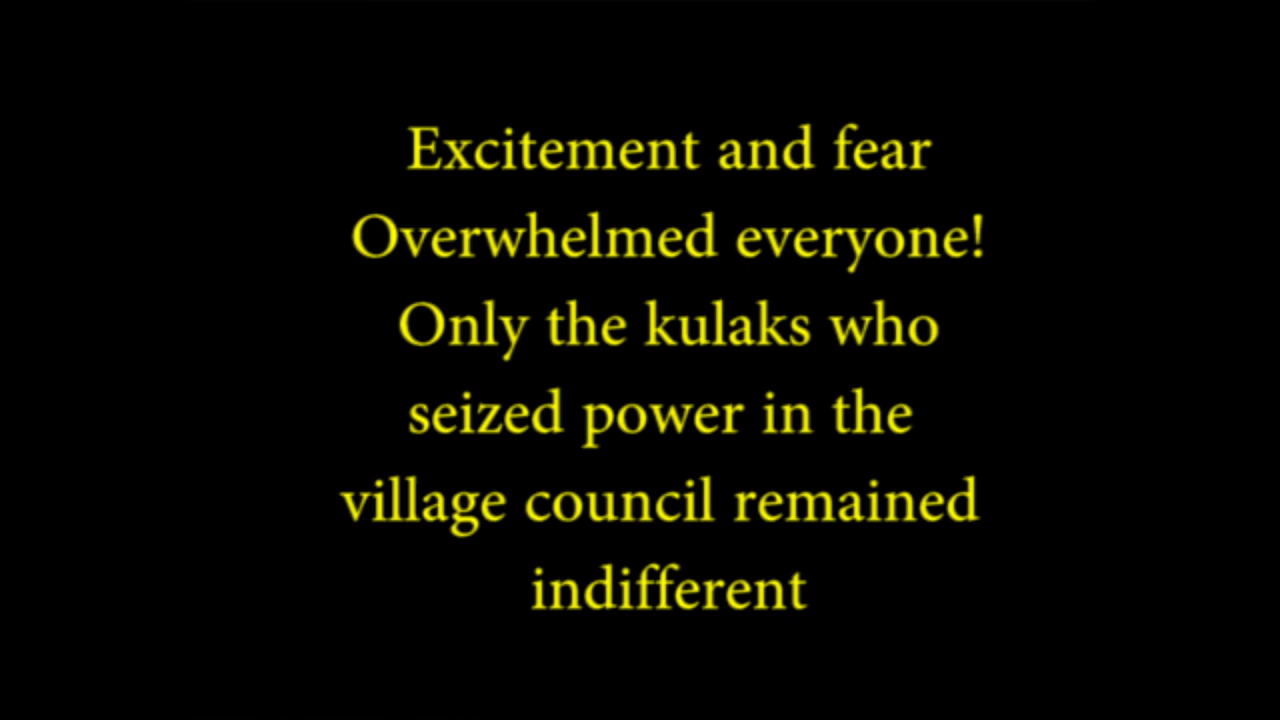 Excitement and fear
Overwhelmed everyone!
Only the kulaks who
seized power in the
village council remained
indifferent